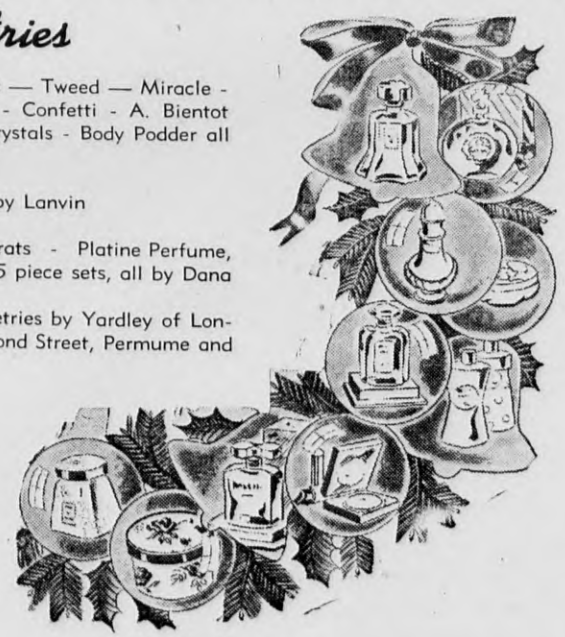 ries
— Tweed — Miracle -
- Confetti - A. Bientot
rystals - Body Podder all
by Lanvin
rats - Platine Perfume,
5 piece sets, all by Dana
etries by Yardley of Lon-
ond Street, Permume and